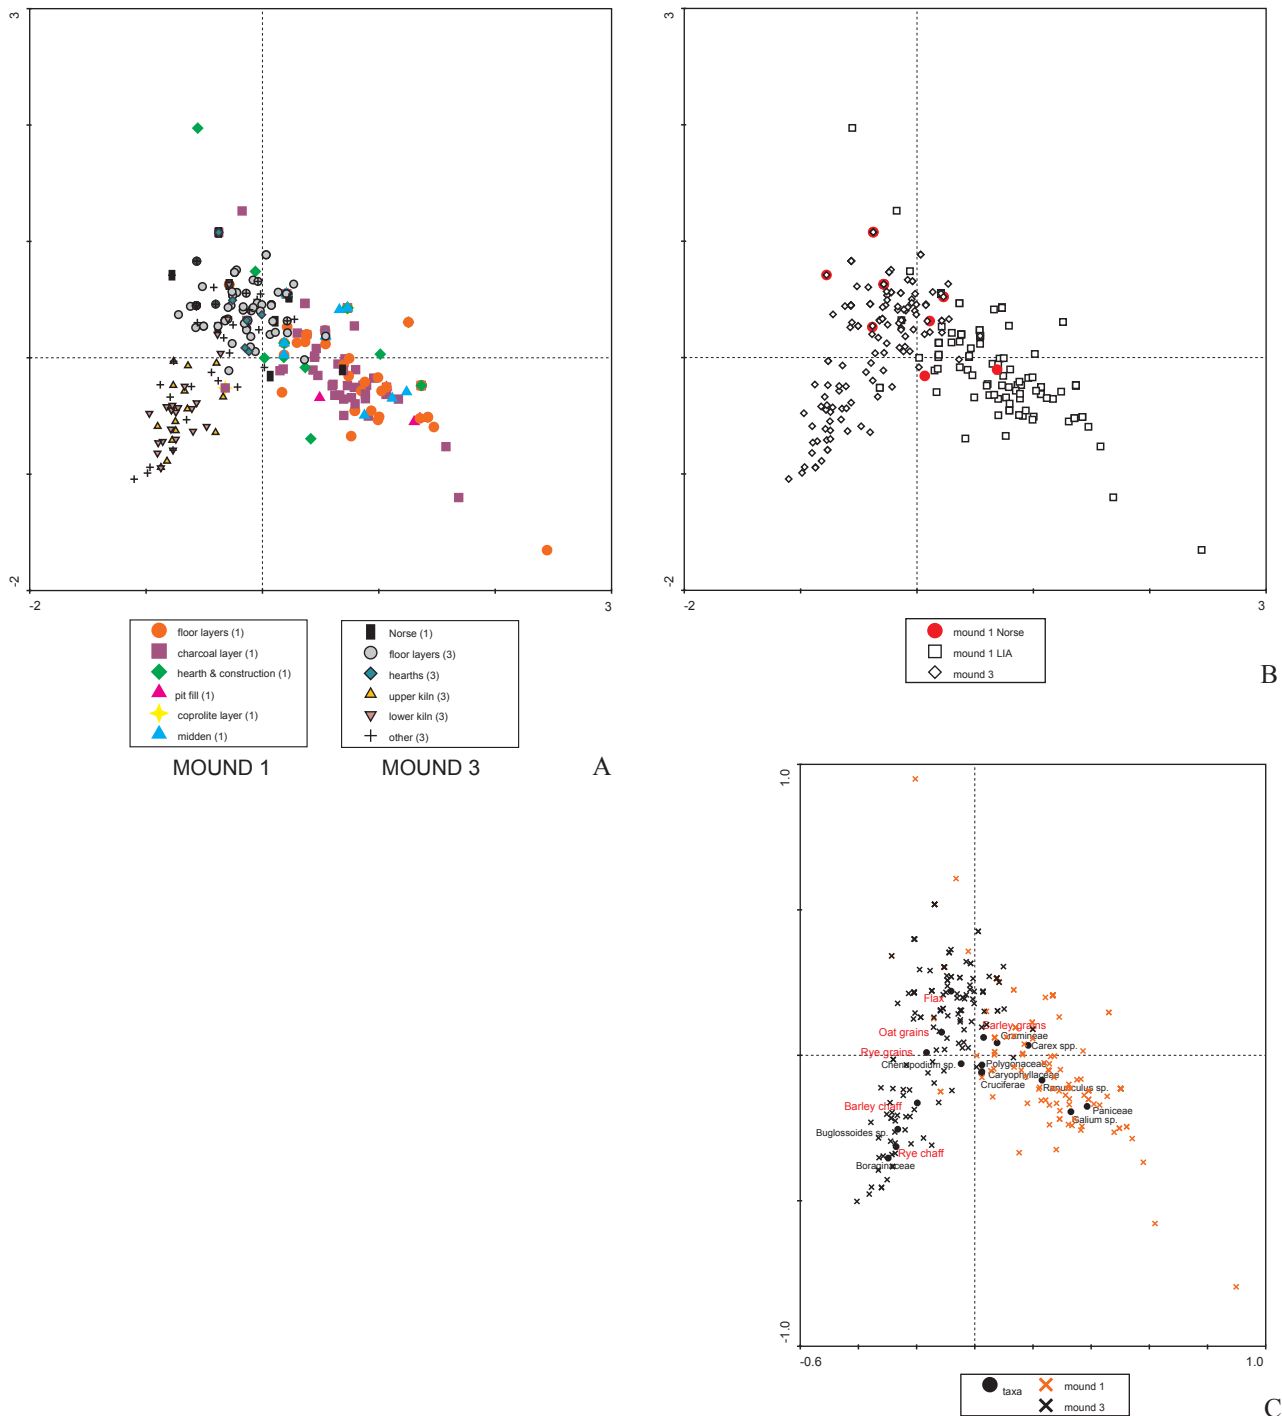 3
-2
-2
3
floor layers (1)
charcoal layer (1)
hearth & construction (1)
pit fill (1)
coprolite layer (1)
midden (1)
MOUND 1
Norse (1)
floor layers (3)
hearths (3)
upper kiln (3)
lower kiln (3)
other (3)
MOUND 3
A
3
-2
-2
3
mound 1 Norse
mound 1 LIA
mound 3
B
1.0
Flax
Oat grains
Barley grains
Gramineae
Carex spp.
Rye grains
Chenopodium sp.
Polygonaceae
Caryophyllaceae
Cruciferae
Ranunculus sp.
Barley chaff
Paniceae
Galium sp.
Buglossoides sp.
Rye chaff
Boraginaceae
-1.0
-0.6
1.0
taxa
mound 1
mound 3
C